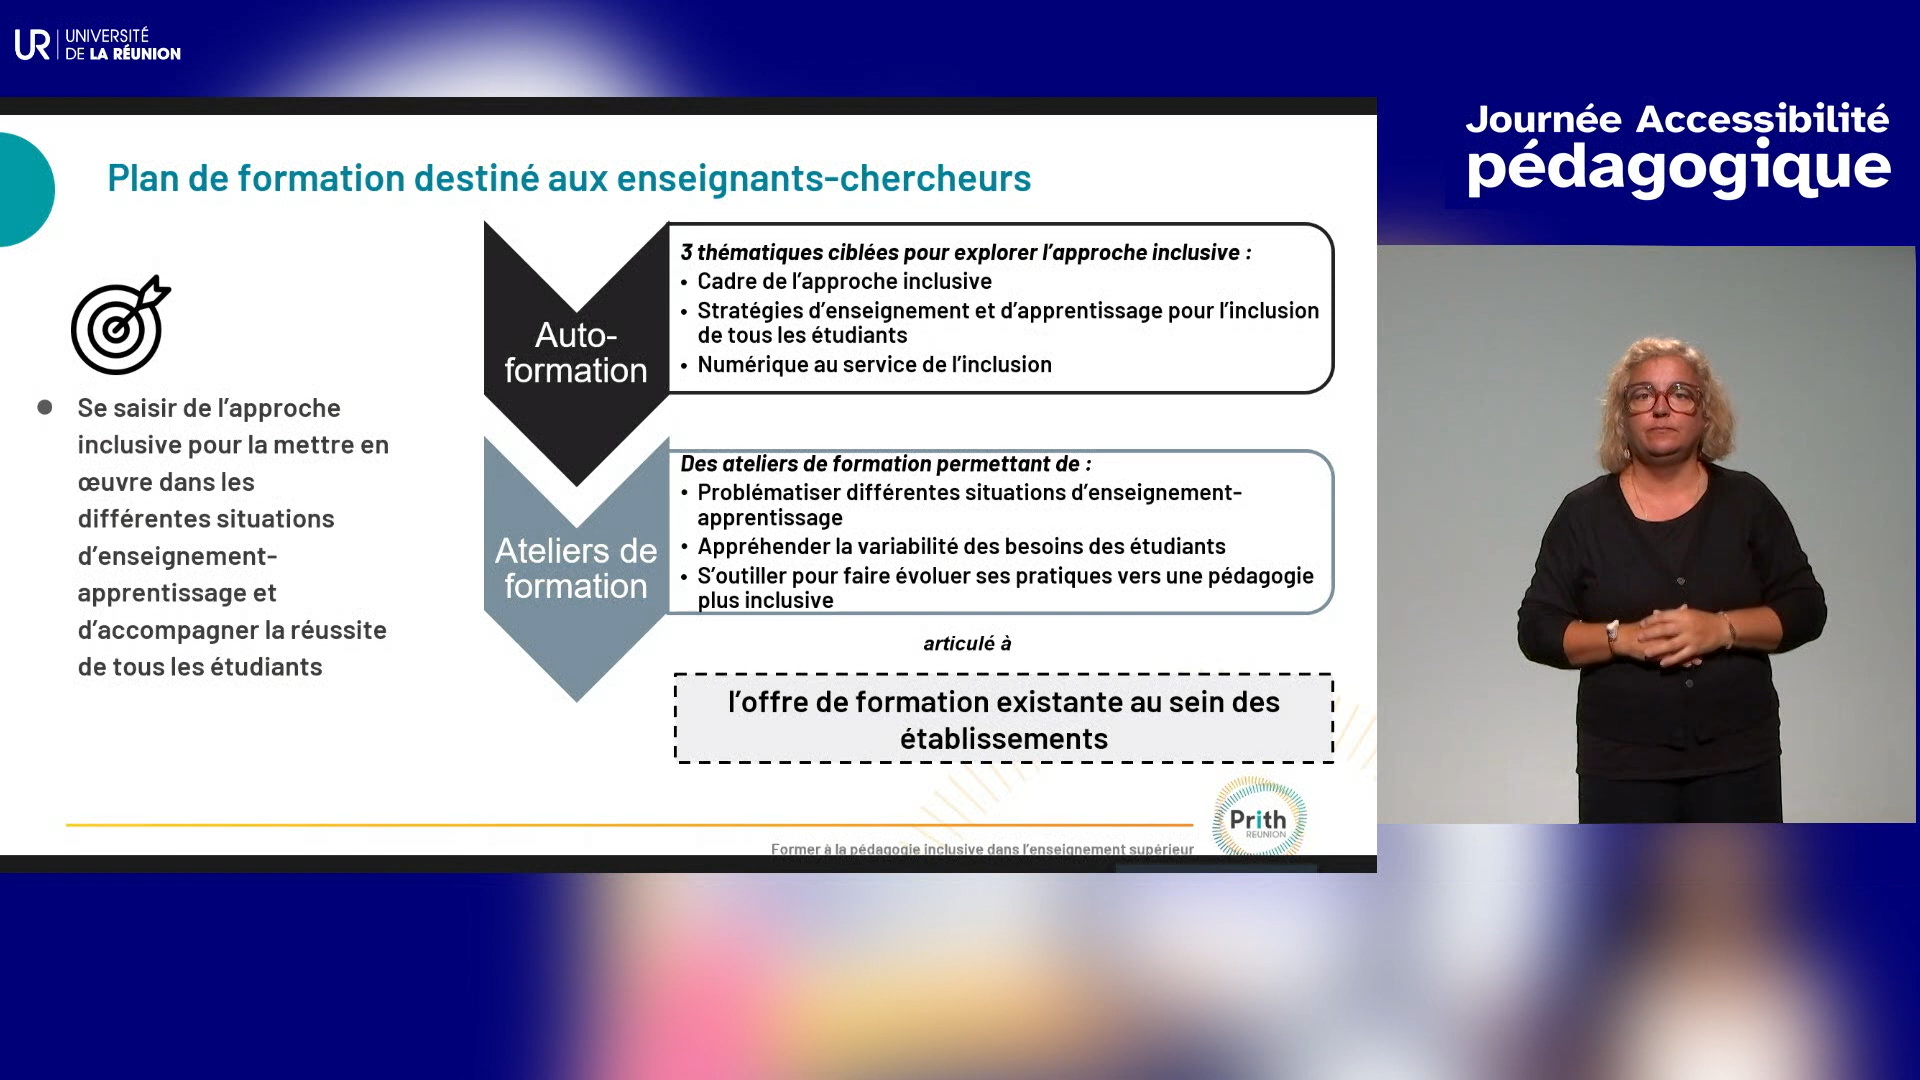 UR UNIVERSITÉ
DE LA RÉUNION
Journée Accessibilité
pédagogique
Plan de formation destiné aux enseignants-chercheurs
Se saisir de l’approche
inclusive pour la mettre en
œuvre dans les
différentes situations
d’enseignement-
apprentissage et
d’accompagner la réussite
de tous les étudiants
Auto-
formation
3 thématiques ciblées pour explorer l’approche inclusive :
• Cadre de l’approche inclusive
• Stratégies d’enseignement et d’apprentissage pour l’inclusion
de tous les étudiants
• Numérique au service de l’inclusion
Ateliers de
formation
Des ateliers de formation permettant de :
• Problématiser différentes situations d’enseignement-
apprentissage
• Appréhender la variabilité des besoins des étudiants
• S’outiller pour faire évoluer ses pratiques vers une pédagogie
plus inclusive
articulé à
l’offre de formation existante au sein des
établissements
Prith
RÉUNION
Former à la pédagogie inclusive dans l’enseignement supérieur